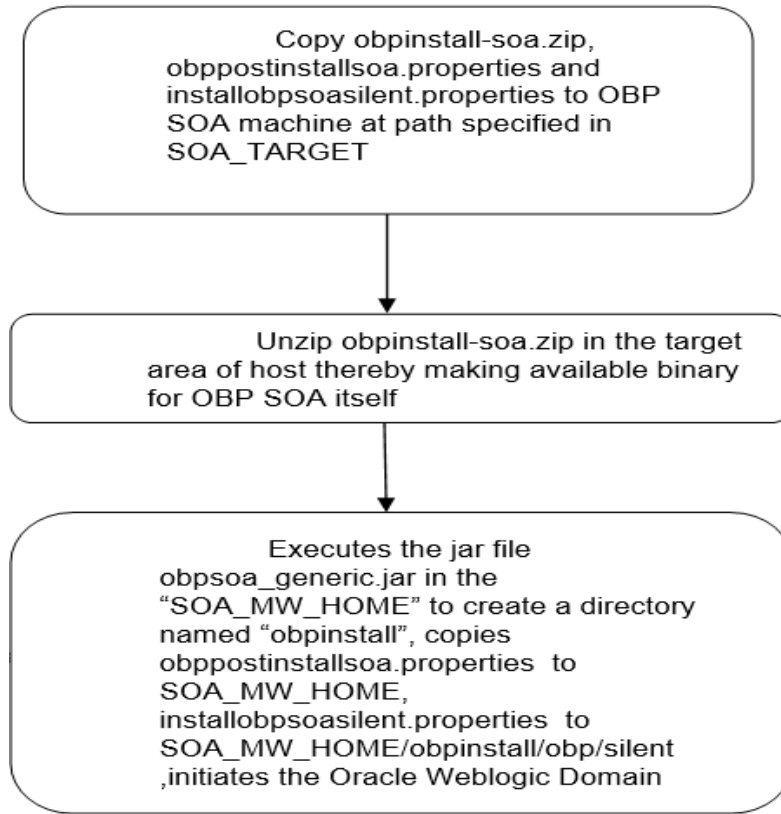 Copy obpinstall-soa.zip,
obppostinstallsoa.properties and
installobpsoasilent.properties to OBP
SOA machine at path specified in
SOA_TARGET
Unzip obpinstall-soa.zip in the target
area of host thereby making available binary
for OBP SOA itself
Executes the jar file
obpsoa_generic.jar in the
“SOA_MW_HOME” to create a directory
named “obpinstall”, copies
obppostinstallsoa.properties to
SOA_MW_HOME,
installobpsoasilent.properties to
SOA_MW_HOME/obpinstall/obp/silent
,initiates the Oracle Weblogic Domain